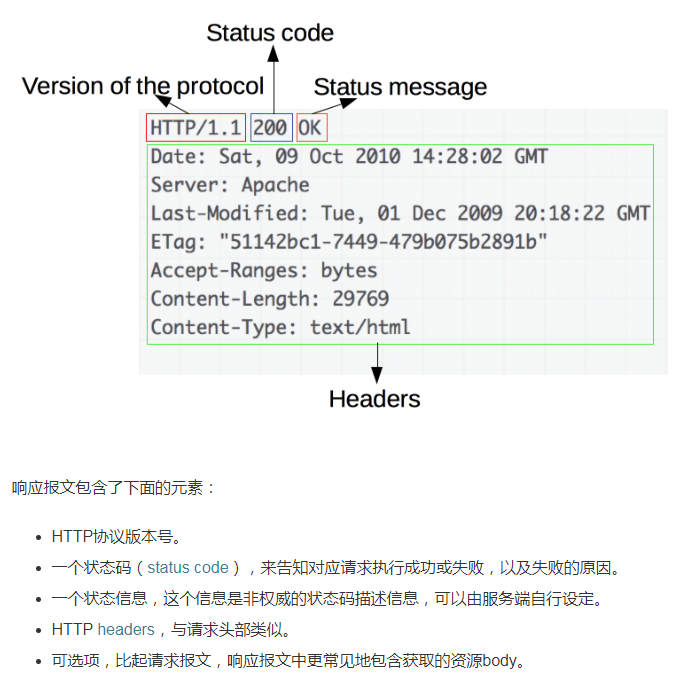 Status code
Version of the protocol
Status message
HTTP/1.1 200 OK
Date: Sat, 09 Oct 2010 14:28:02 GMT
Server: Apache
Last-Modified: Tue, 01 Dec 2009 20:18:22 GMT
ETag: "51142bc1-7449-479b075b2891b"
Accept-Ranges: bytes
Content-Length: 29769
Content-Type: text/html
Headers
响应报文包含了下面的元素：
• HTTP协议版本号。
• 一个状态码（status code），来告知对应请求执行成功或失败，以及失败的原因。
• 一个状态信息，这个信息是非权威的状态码描述信息，可以由服务端自行设定。
• HTTP headers，与请求头部类似。
• 可选项，比起请求报文，响应报文中更常见地包含获取的资源body。